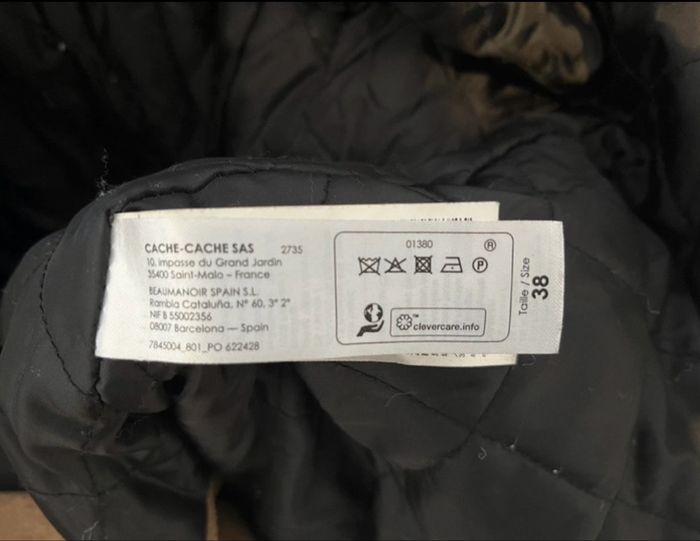 CACHE-CACHE SAS 2735
10, impasse du Grand Jardin
35400 Saint-Malo – France
BEAUMANOIR SPAIN S.L.
Rambla Cataluña, N° 60, 3° 2°
NIF B 55002356
08007 Barcelona — Spain
7845004_801_PO 622428
01380
®
P
™
clevercare.info
Taille / Size
38